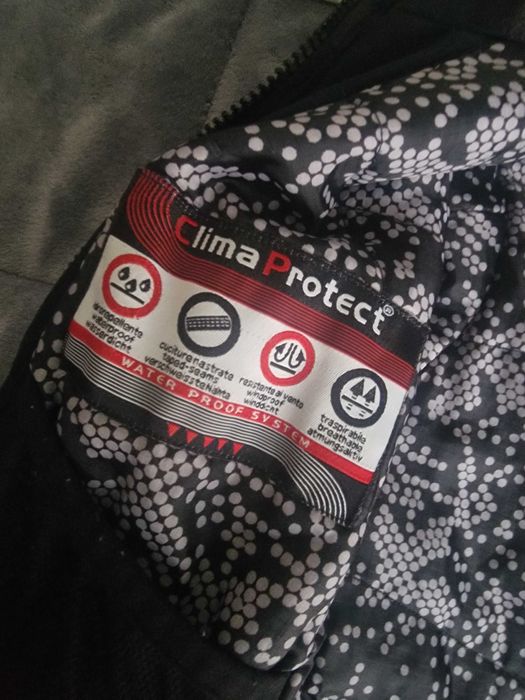 Clima Protect®
idrorepellente
waterproof
wasserdicht
cuciture nastrate
taped-seams
verschweisste Nähte
resistente al vento
windproof
winddicht
traspirabile
breathable
atmungsaktiv
WATER PROOF SYSTEM